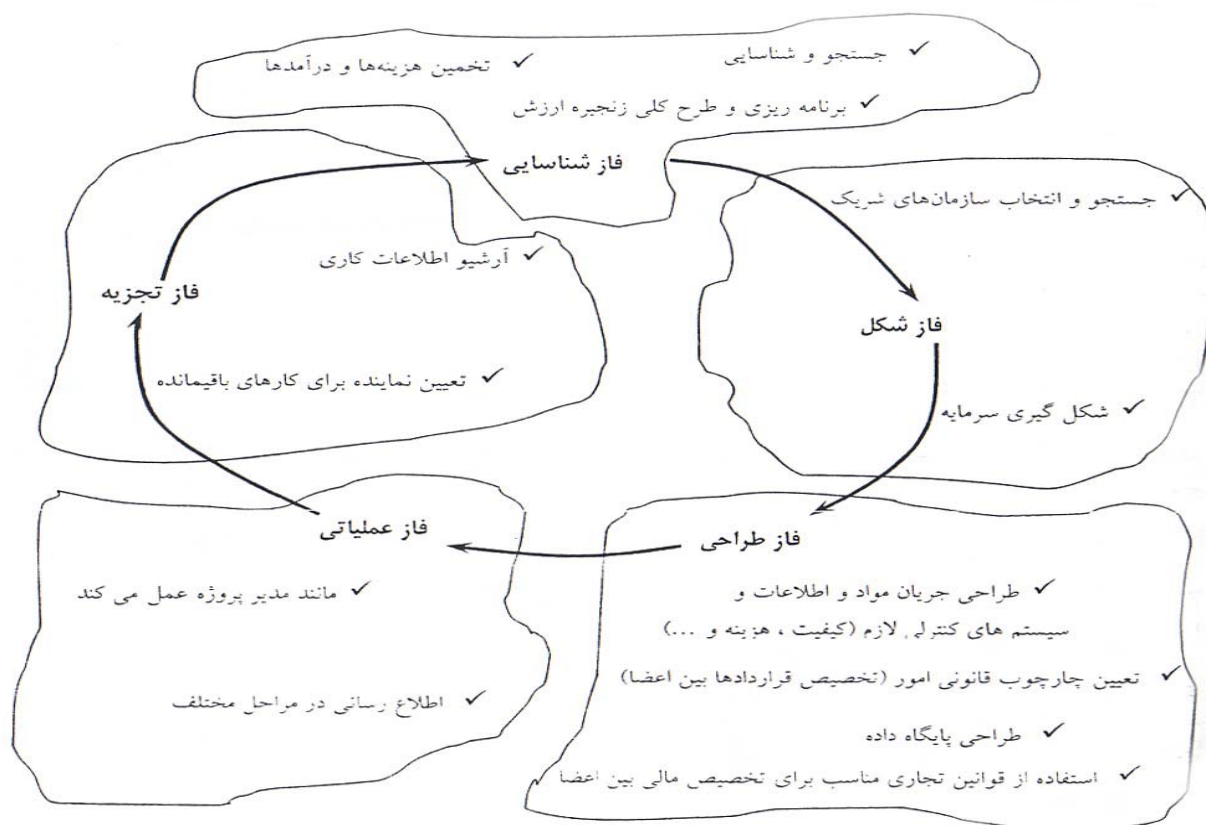 ✓ جستجو و شناسایی
✓ تخمین هزینه‌ها و درآمدها
✓ برنامه ریزی و طرح کلی زنجیره ارزش
فاز شناسایی
✓ جستجو و انتخاب سازمان‌های شریک
فاز شکل
✓ شکل گیری سرمایه
فاز طراحی
✓ طراحی جریان مواد و اطلاعات و
سیستم های کنترلی لازم (کیفیت ، هزینه و ...)
✓ تعیین چارچوب قانونی امور (تخصیص قراردادها بین اعضا)
✓ طراحی پایگاه داده
✓ استفاده از قوانین تجاری مناسب برای تخصیص مالی بین اعضا
فاز عملیاتی
✓ مانند مدیر پروژه عمل می کند
✓ اطلاع رسانی در مراحل مختلف
فاز تجزیه
✓ آرشیو اطلاعات کاری
✓ تعیین نماینده برای کارهای باقیمانده